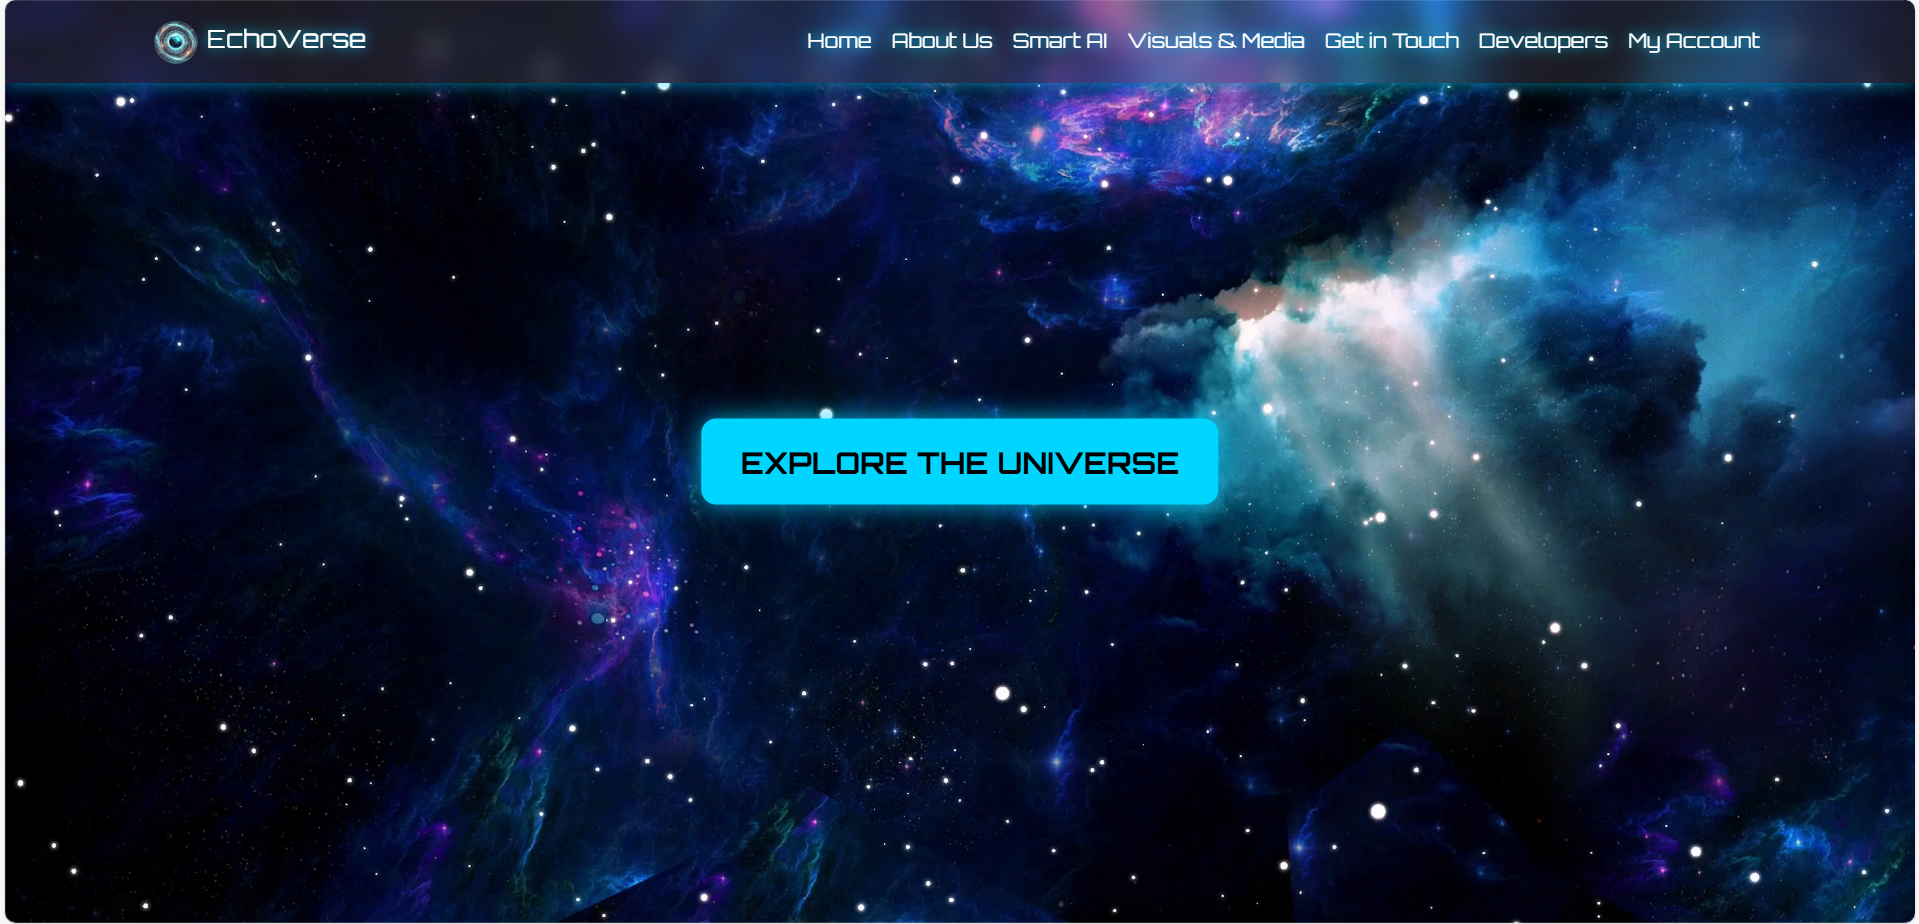 EchoVerse
Home About Us Smart AI Visuals & Media Get in Touch Developers My Account
EXPLORE THE UNIVERSE